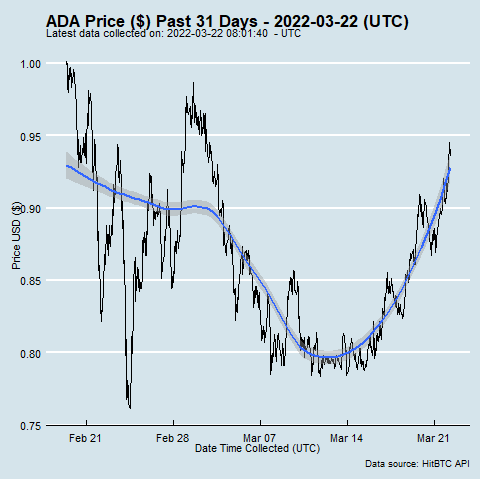 ADA Price ($) Past 31 Days - 2022-03-22 (UTC)
Latest data collected on: 2022-03-22 08:01:40 - UTC
1.00
0.95
0.90
0.85
0.80
0.75
Price USD ($)
Feb 21
Feb 28
Mar 07
Mar 14
Mar 21
Date Time Collected (UTC)
Data source: HitBTC API